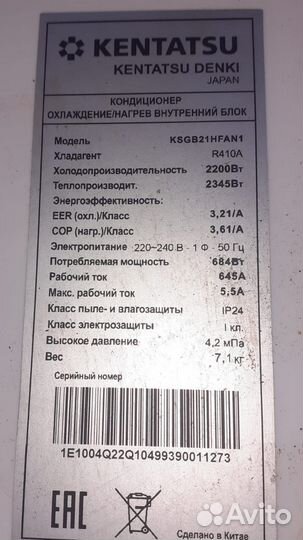 KENTATSU
KENTATSU DENKI
JAPAN
КОНДИЦИОНЕР
ОХЛАЖДЕНИЕ/НАГРЕВ ВНУТРЕННИЙ БЛОК
Модель KSGB21HFAN1
Хладагент R410A
Холодопроизводительность 2200Вт
Теплопроизводит. 2345Вт
Энергоэффективность:
EER (охл.)/Класс 3,21/A
COP (нагр.)/Класс 3,61/A
Электропитание 220~240 В - 1 Ф - 50 Гц
Потребляемая мощность 684Вт
Рабочий ток 645A
Макс. рабочий ток 5,5A
Класс пыле- и влагозащиты IP24
Класс электрозащиты I кл.
Высокое давление 4,2 мПа
Вес 7,1 кг
Серийный номер
1E1004Q22Q10499390011273
EAC
Сделано в Китае
Avito